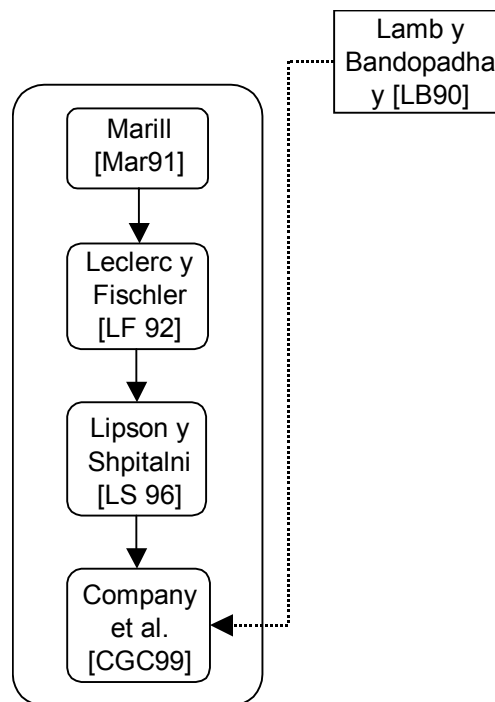 Lamb y
Bandopadha
y [LB90]
Marill
[Mar91]
Leclerc y
Fischler
[LF 92]
Lipson y
Shpitalni
[LS 96]
Company
et al.
[CGC99]